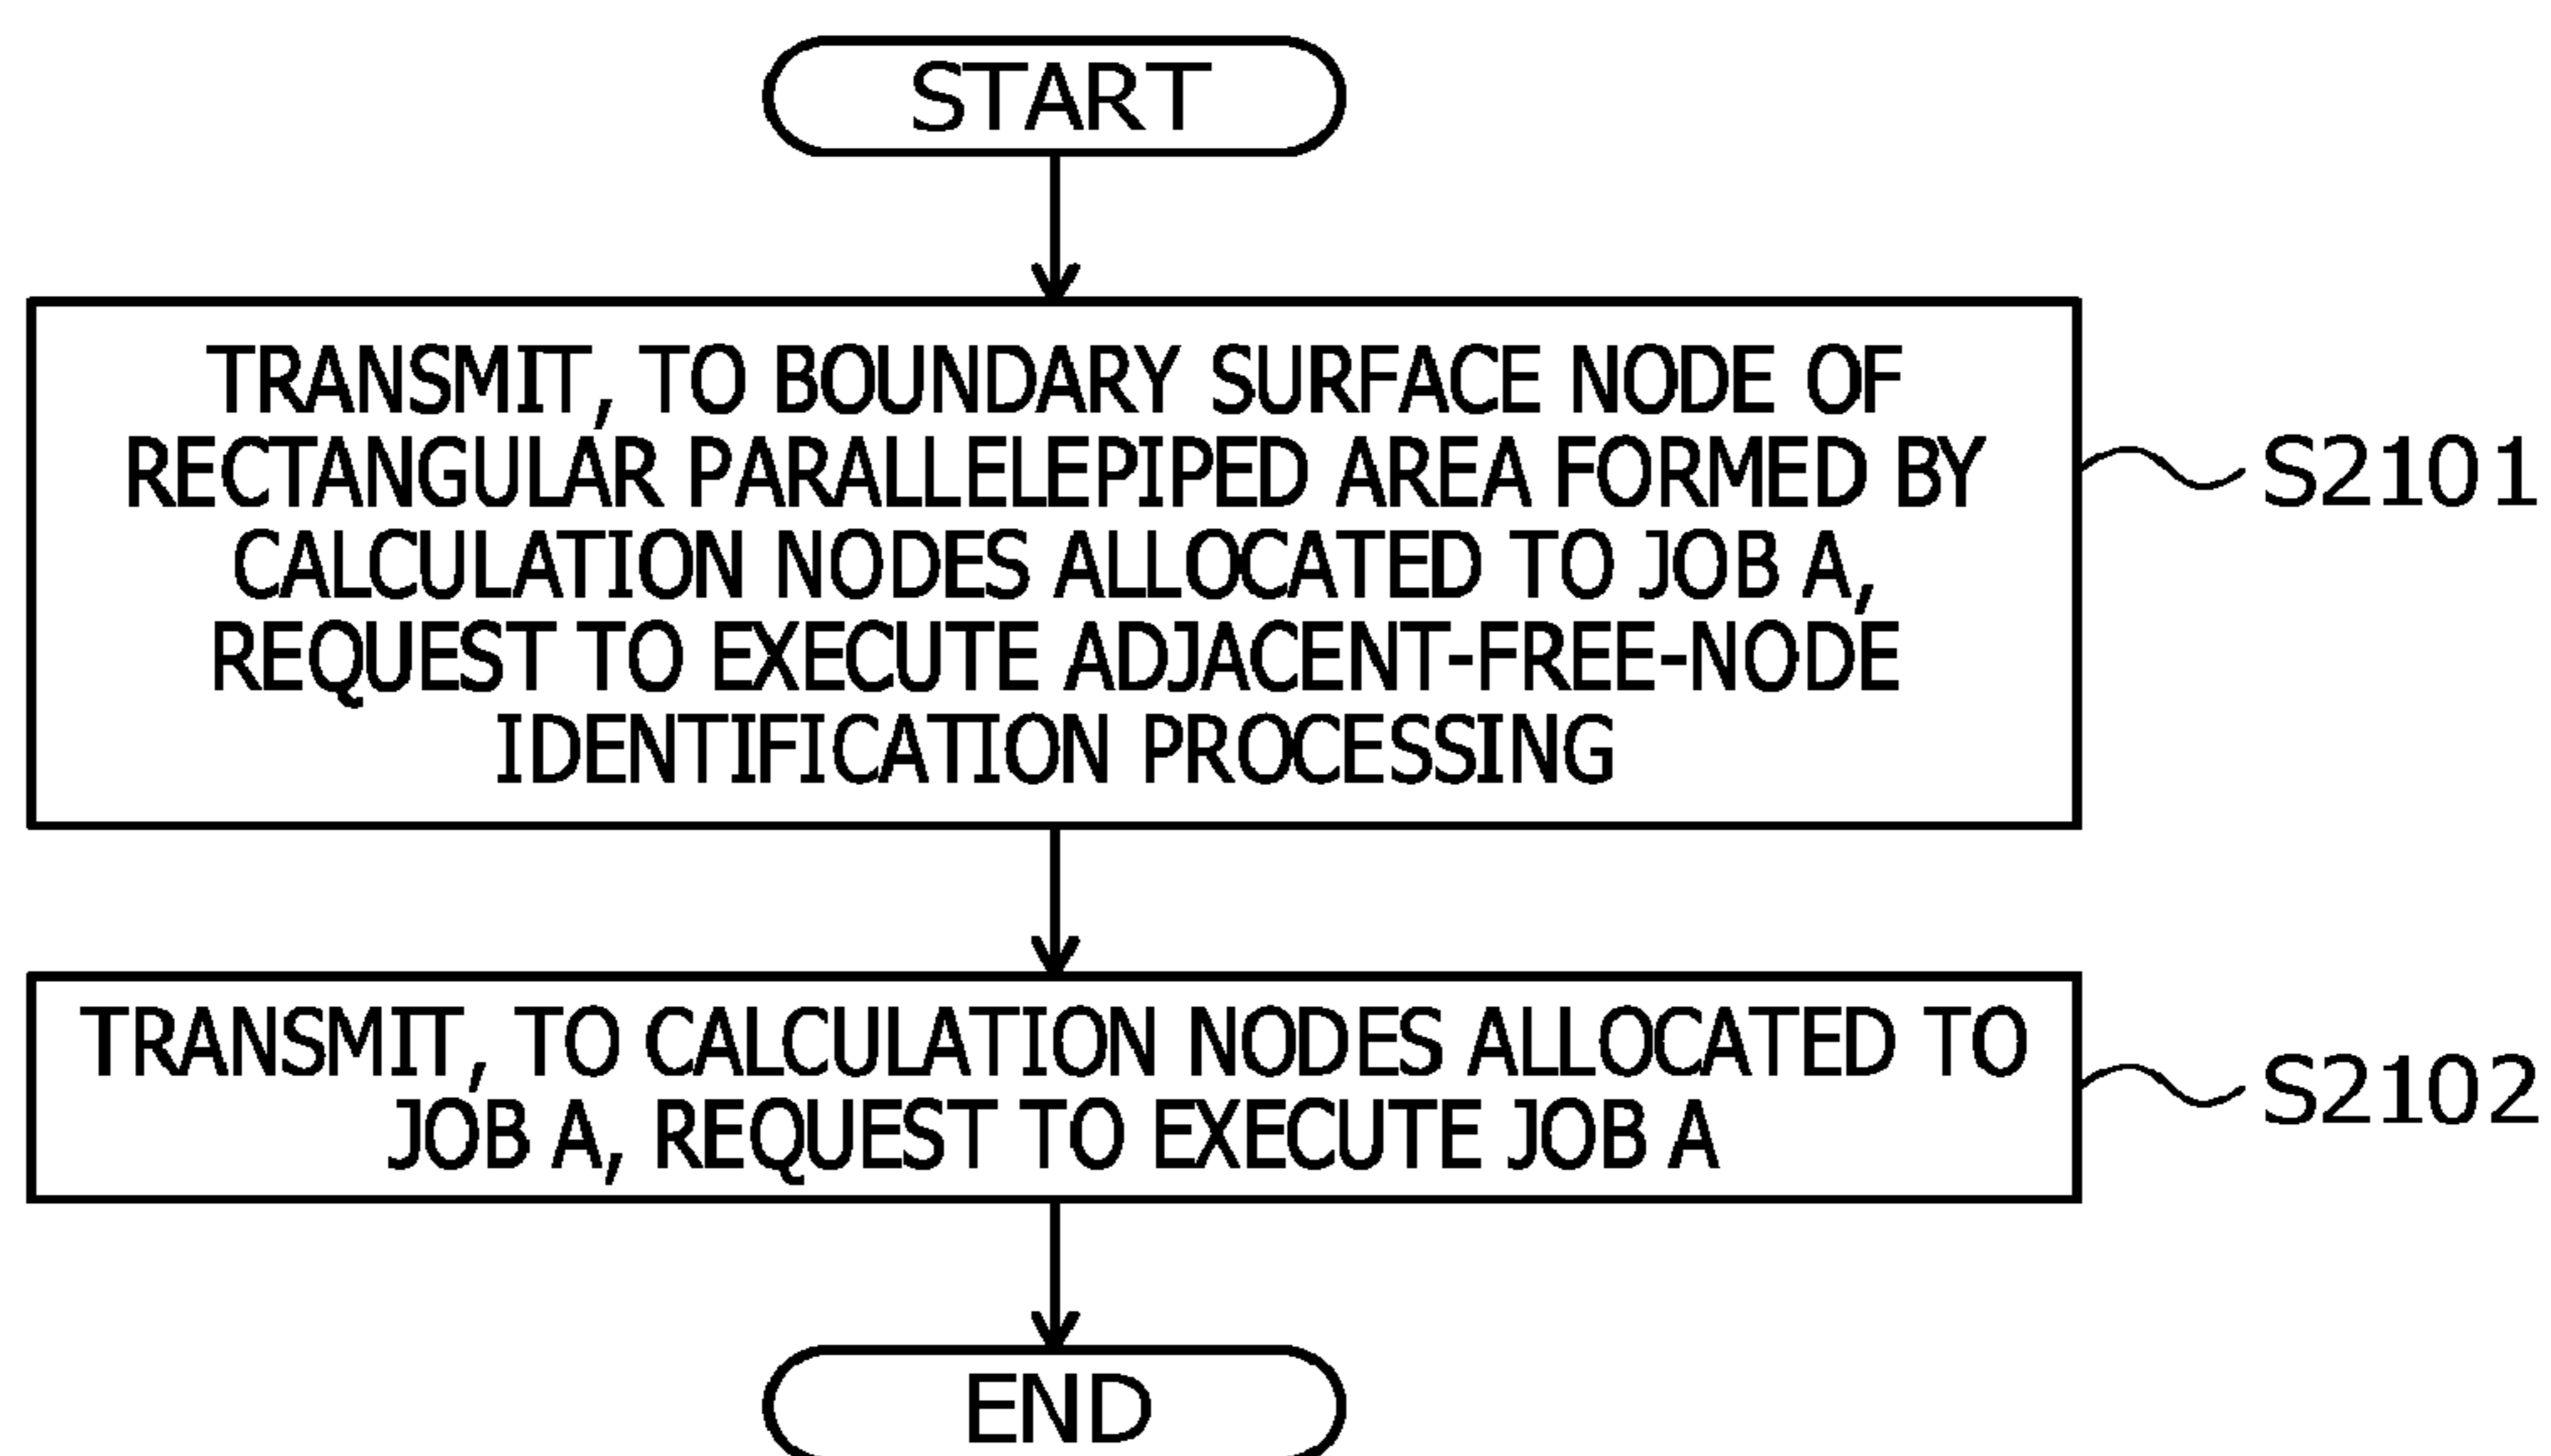 START
TRANSMIT, TO BOUNDARY SURFACE NODE OF
RECTANGULAR PARALLELEPIPED AREA FORMED BY
CALCULATION NODES ALLOCATED TO JOB A,
REQUEST TO EXECUTE ADJACENT-FREE-NODE
IDENTIFICATION PROCESSING
S2101
TRANSMIT, TO CALCULATION NODES ALLOCATED TO
JOB A, REQUEST TO EXECUTE JOB A
S2102
END